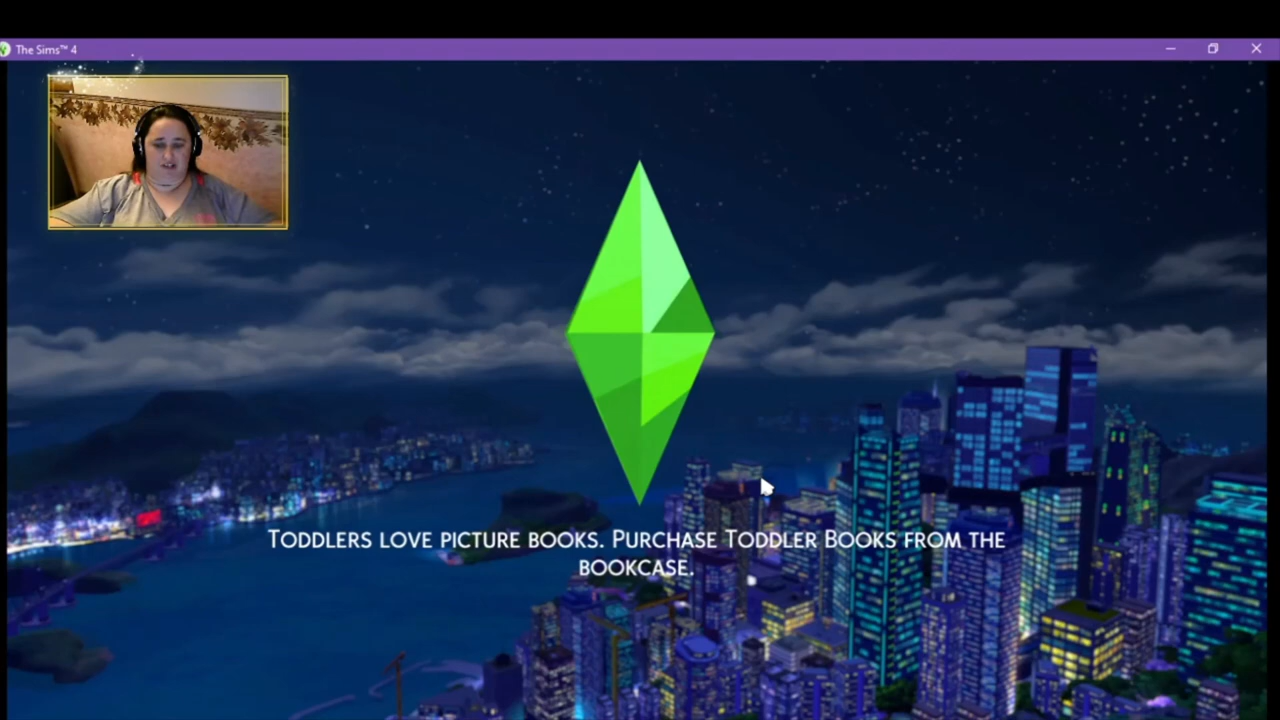 The Sims™ 4
Toddlers love picture books. Purchase Toddler Books from the
bookcase.